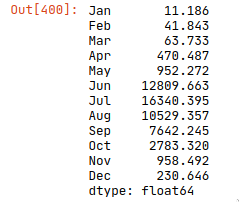 Out[400]: Jan 11.186
Feb 41.843
Mar 63.733
Apr 470.487
May 952.272
Jun 12809.663
Jul 16340.395
Aug 10529.357
Sep 7642.245
Oct 2783.320
Nov 958.492
Dec 230.646
dtype: float64